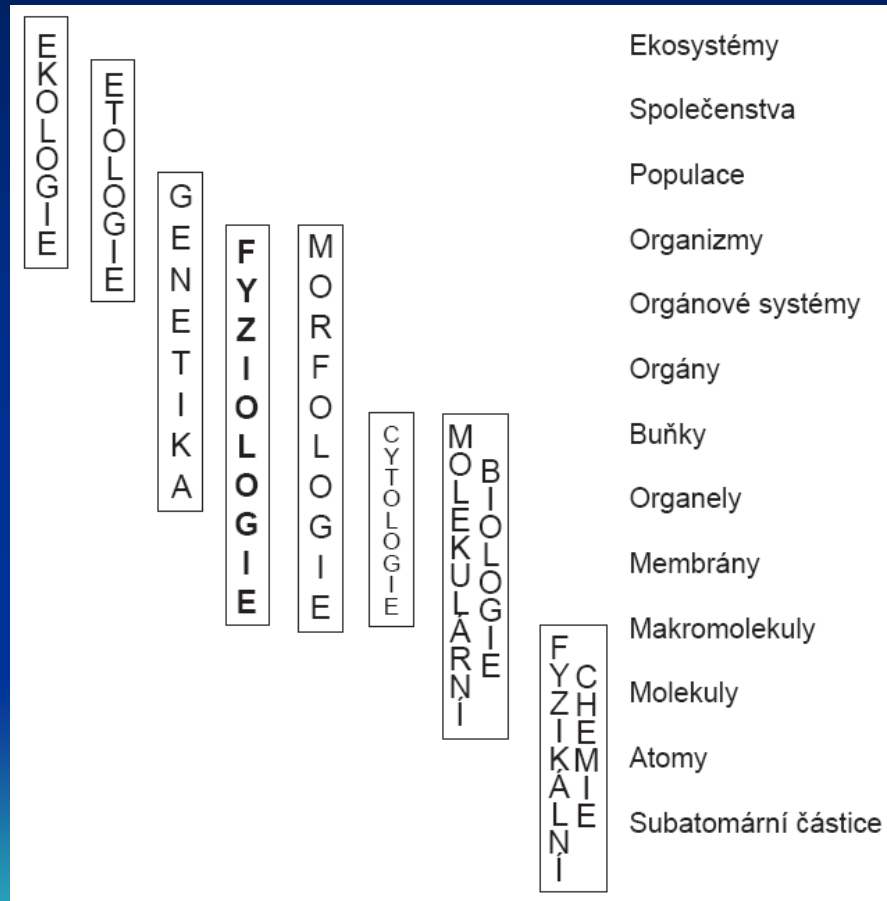 EKOLOGIE
ETOLOGIE
GENETIKA
FYZIOLOGIE
MORFOLOGIE
CYTOLOGIE
MOLEKULÁRNÍ
BIOLOGIE
FYZIKÁLNÍ
CHEMIE
Ekosystémy
Společenstva
Populace
Organizmy
Orgánové systémy
Orgány
Buňky
Organely
Membrány
Makromolekuly
Molekuly
Atomy
Subatomární částice